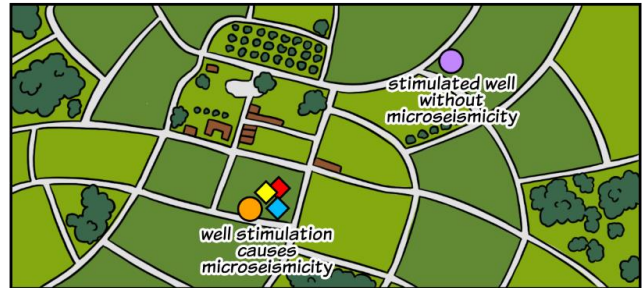 stimulated well
without
microseismicity
well stimulation
causes
microseismicity